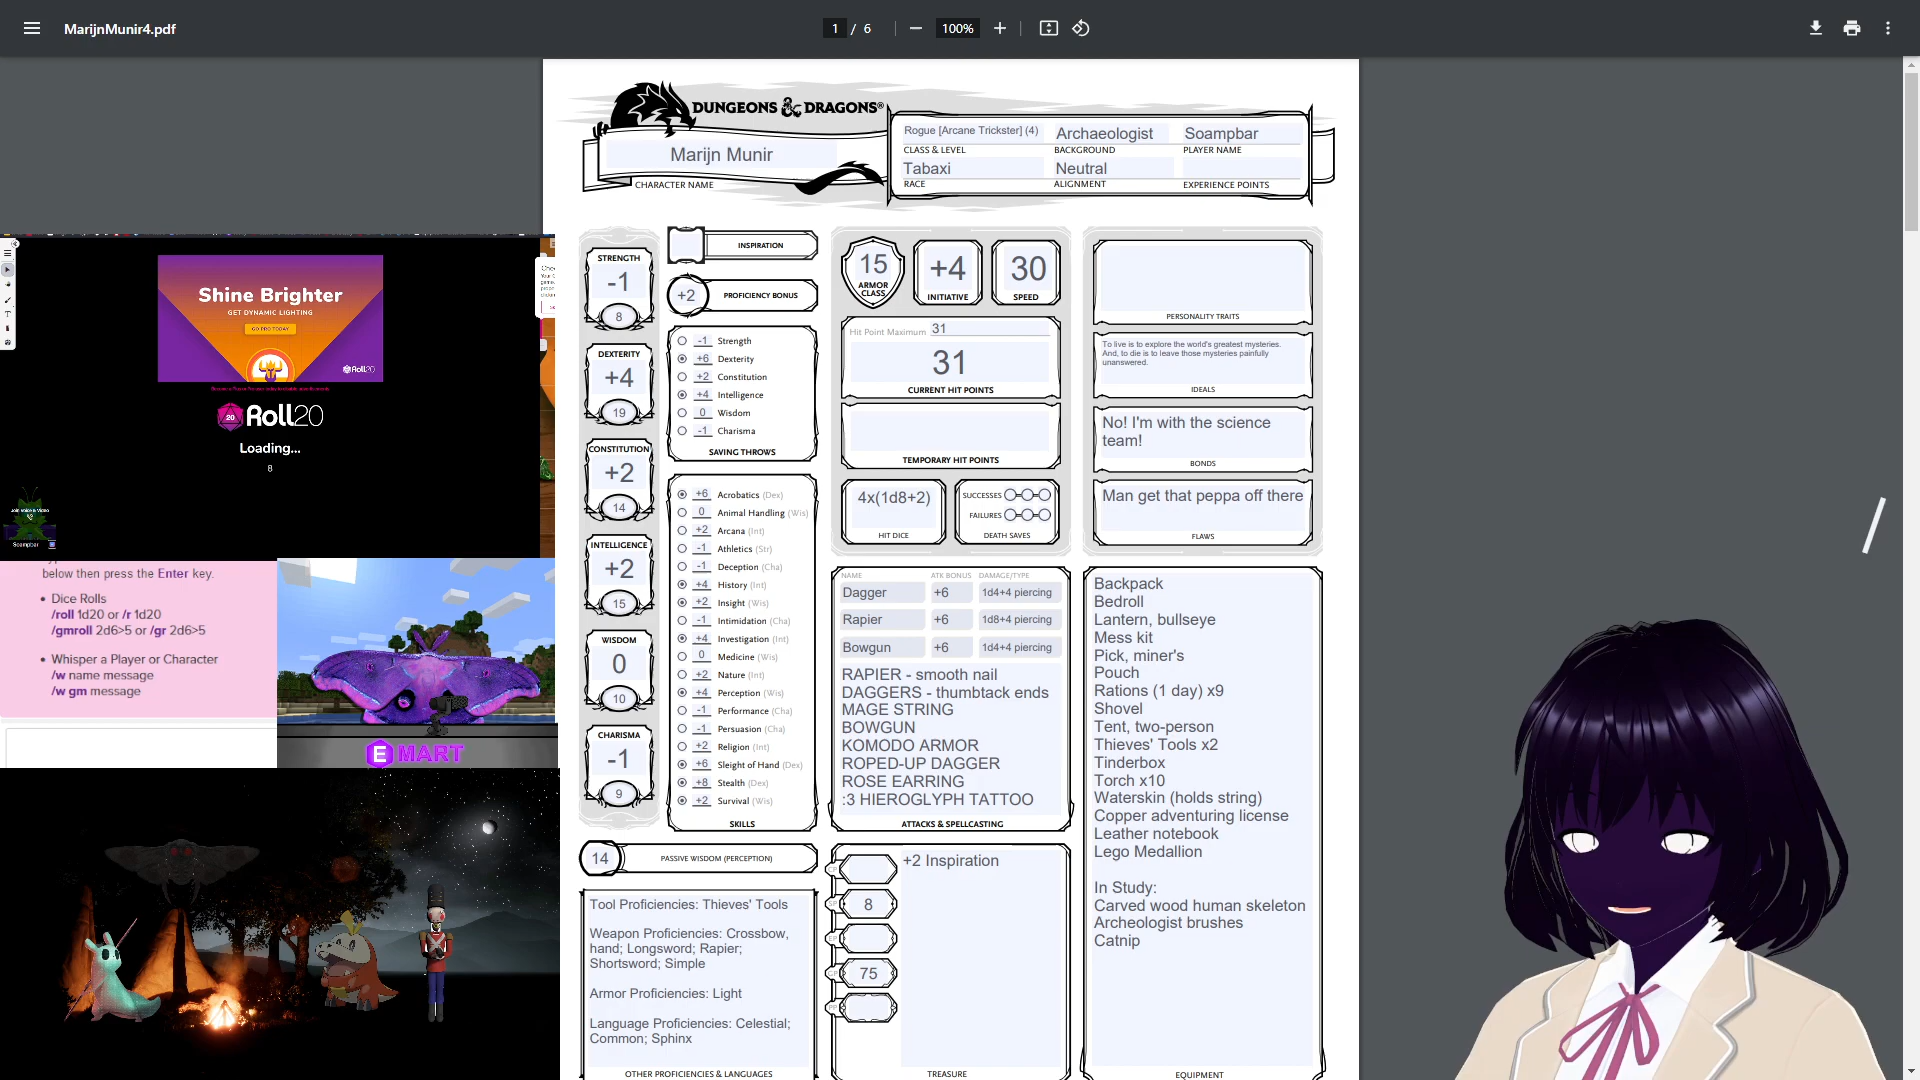 MarijnMunir4.pdf
1 / 6
100%
DUNGEONS & DRAGONS®
Marijn Munir
CHARACTER NAME
Rogue [Arcane Trickster] (4)
Archaeologist
Soampbar
CLASS & LEVEL
BACKGROUND
PLAYER NAME
Tabaxi
Neutral
RACE
ALIGNMENT
EXPERIENCE POINTS
Shine Brighter
GET DYNAMIC LIGHTING
GO PRO TODAY
Roll20
20
Roll20
Loading...
8
Join Voice & Video
Soampbar
below then press the Enter key.
• Dice Rolls
/roll 1d20 or /r 1d20
/gmroll 2d6>5 or /gr 2d6>5
• Whisper a Player or Character
/w name message
/w gm message
E MART
STRENGTH
-1
8
DEXTERITY
+4
19
CONSTITUTION
+2
14
INTELLIGENCE
+2
15
WISDOM
0
10
CHARISMA
-1
9
INSPIRATION
+2
PROFICIENCY BONUS
-1 Strength
+6 Dexterity
+2 Constitution
+4 Intelligence
0 Wisdom
-1 Charisma
SAVING THROWS
+6 Acrobatics (Dex)
0 Animal Handling (Wis)
+2 Arcana (Int)
-1 Athletics (Str)
-1 Deception (Cha)
+4 History (Int)
+2 Insight (Wis)
-1 Intimidation (Cha)
+4 Investigation (Int)
0 Medicine (Wis)
+2 Nature (Int)
+4 Perception (Wis)
-1 Performance (Cha)
-1 Persuasion (Cha)
+2 Religion (Int)
+6 Sleight of Hand (Dex)
+8 Stealth (Dex)
+2 Survival (Wis)
SKILLS
14
PASSIVE WISDOM (PERCEPTION)
Tool Proficiencies: Thieves' Tools
Weapon Proficiencies: Crossbow,
hand; Longsword; Rapier;
Shortsword; Simple
Armor Proficiencies: Light
Language Proficiencies: Celestial;
Common; Sphinx
OTHER PROFICIENCIES & LANGUAGES
15
ARMOR
CLASS
+4
INITIATIVE
30
SPEED
Hit Point Maximum 31
31
CURRENT HIT POINTS
TEMPORARY HIT POINTS
4x(1d8+2)
HIT DICE
SUCCESSES
FAILURES
DEATH SAVES
NAME
ATK BONUS
DAMAGE/TYPE
Dagger +6 1d4+4 piercing
Rapier +6 1d8+4 piercing
Bowgun +6 1d4+4 piercing
RAPIER - smooth nail
DAGGERS - thumbtack ends
MAGE STRING
BOWGUN
KOMODO ARMOR
ROPED-UP DAGGER
ROSE EARRING
:3 HIEROGLYPH TATTOO
ATTACKS & SPELLCASTING
CP
SP 8
EP
GP 75
PP
+2 Inspiration
TREASURE
PERSONALITY TRAITS
To live is to explore the world's greatest mysteries.
And, to die is to leave those mysteries painfully
unanswered.
IDEALS
No! I'm with the science
team!
BONDS
Man get that peppa off there
FLAWS
Backpack
Bedroll
Lantern, bullseye
Mess kit
Pick, miner's
Pouch
Rations (1 day) x9
Shovel
Tent, two-person
Thieves' Tools x2
Tinderbox
Torch x10
Waterskin (holds string)
Copper adventuring license
Leather notebook
Lego Medallion
In Study:
Carved wood human skeleton
Archeologist brushes
Catnip
EQUIPMENT